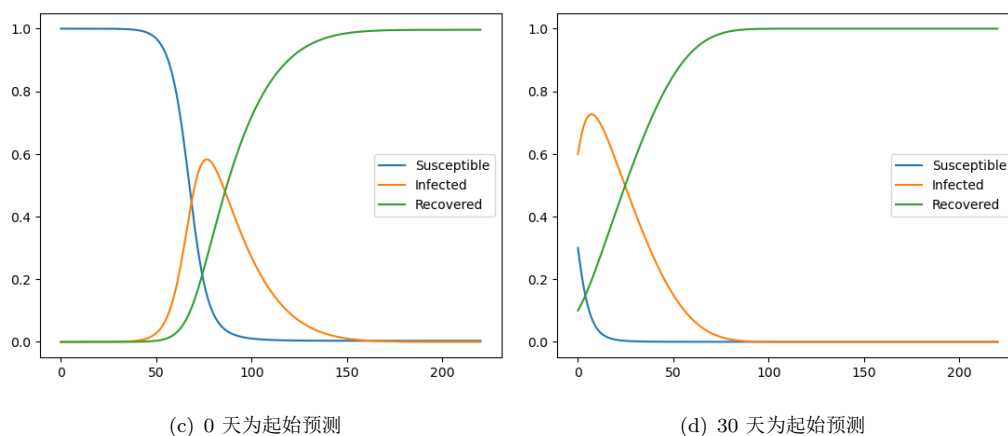 1.0
0.8
0.6
0.4
0.2
0.0
Susceptible
Infected
Recovered
0 50 100 150 200
(c) 0 天为起始预测
1.0
0.8
0.6
0.4
0.2
0.0
Susceptible
Infected
Recovered
0 50 100 150 200
(d) 30 天为起始预测